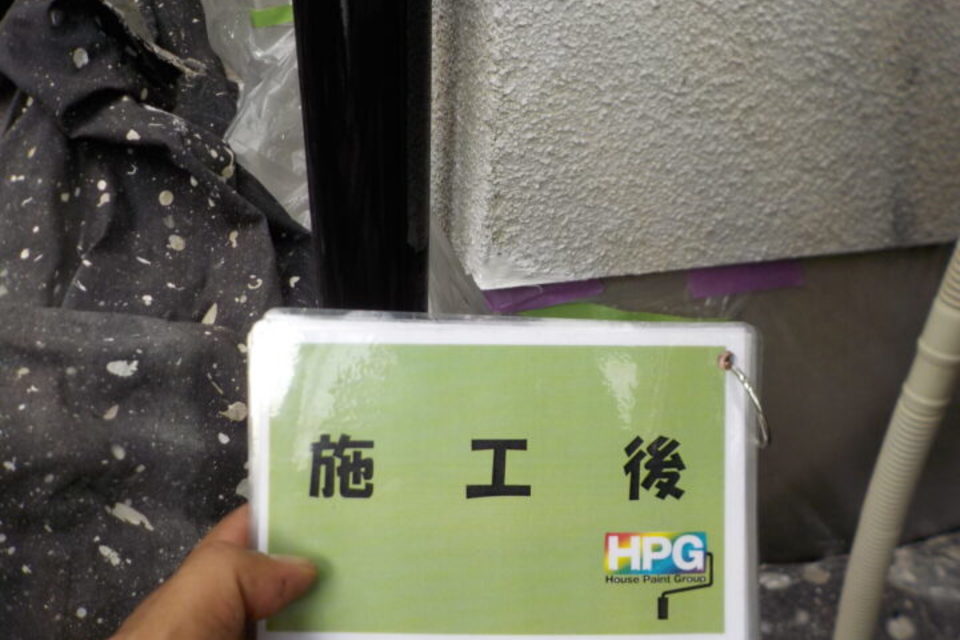 施工後
HPG
House Paint Group